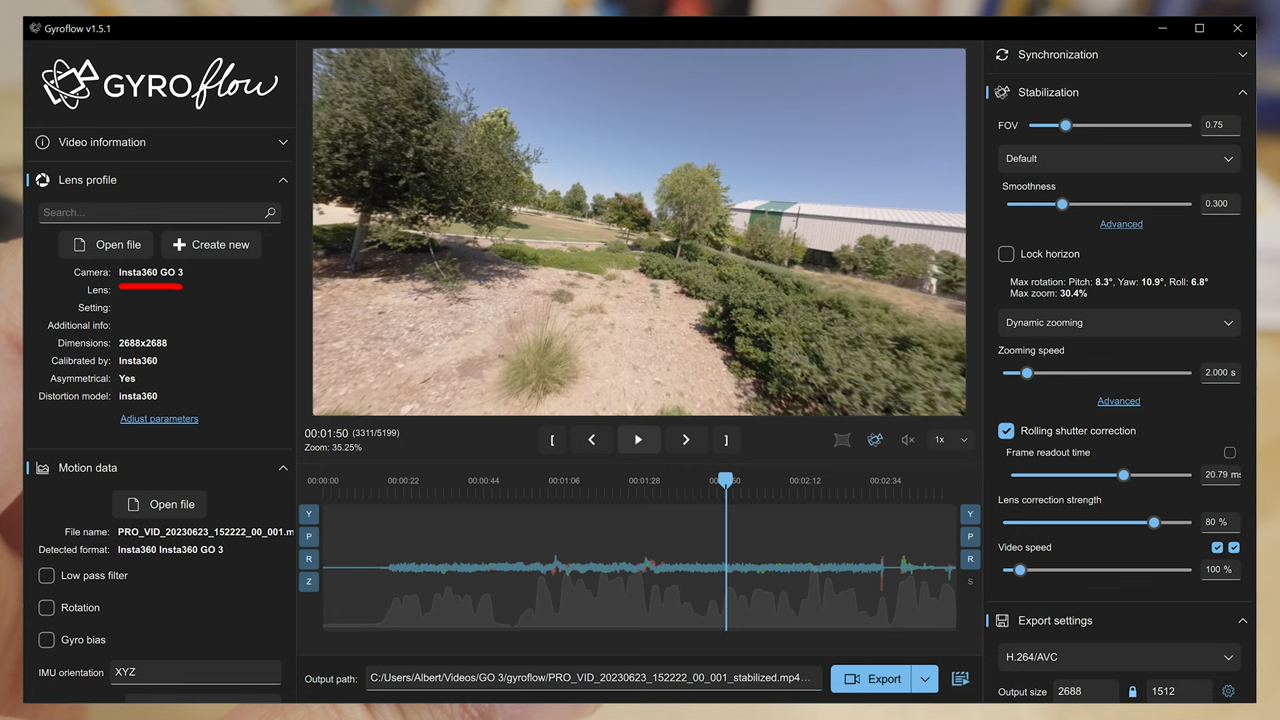 Gyroflow v1.5.1
GYROflow
Video information
Lens profile
Search...
Open file
Create new
Camera: Insta360 GO 3
Lens:
Setting:
Additional info:
Dimensions: 2688x2688
Calibrated by: Insta360
Asymmetrical: Yes
Distortion model: insta360
Adjust parameters
Motion data
Open file
File name: PRO_VID_20230623_152222_00_001.m
Detected format: Insta360 Insta360 GO 3
Low pass filter
Rotation
Gyro bias
IMU orientation XYZ
00:01:50 (3311/5199)
Zoom: 35.25%
[
]
1x
00:00:00 00:00:22 00:00:44 00:01:06 00:01:28 50 00:02:12 00:02:34
Y Y
P P
R R
Z S
Output path: C:/Users/Albert/Videos/GO 3/gyroflow/PRO_VID_20230623_152222_00_001_stabilized.mp4...
Export
Synchronization
Stabilization
FOV 0.75
Default
Smoothness
0.300
Advanced
Lock horizon
Max rotation: Pitch: 8.3°, Yaw: 10.9°, Roll: 6.8°
Max zoom: 30.4%
Dynamic zooming
Zooming speed
2.000 s
Advanced
Rolling shutter correction
Frame readout time
20.79 ms
Lens correction strength
80 %
Video speed
100 %
Export settings
H.264/AVC
Output size 2688 1512